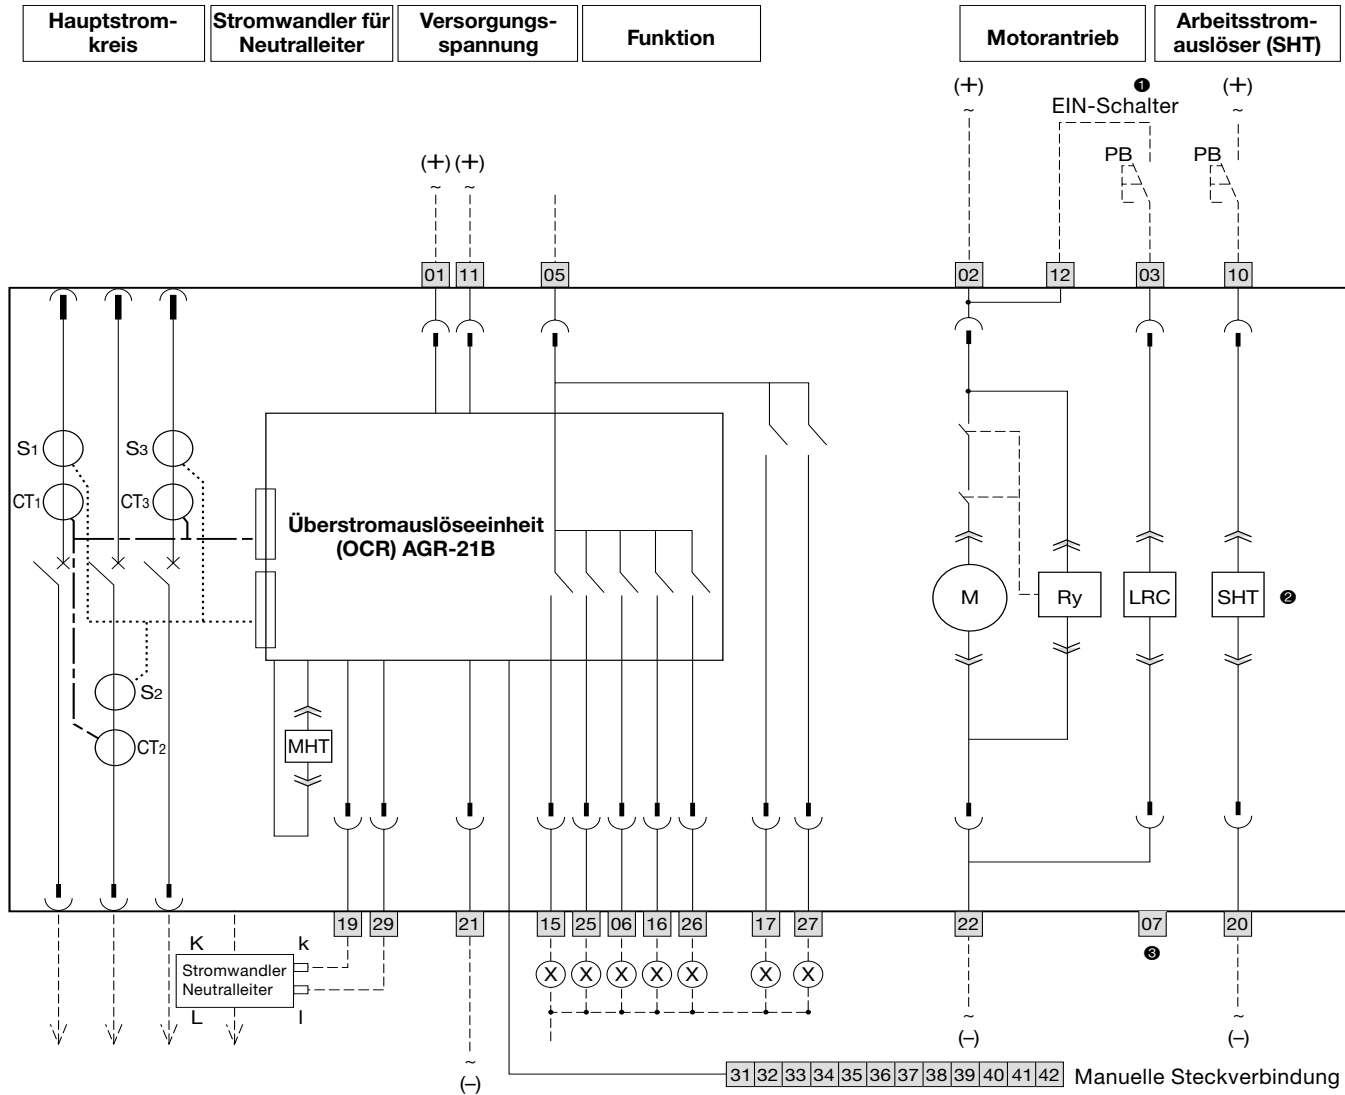 Hauptstrom-
kreis
Stromwandler für
Neutralleiter
Versorgungs-
spannung
Funktion
Motorantrieb
Arbeitsstrom-
auslöser (SHT)
(+)
~
❶
EIN-Schalter
(+)
~
PB
PB
(+) (+)
~ ~
01 11 05 02 12 03 10
S1 S3
CT1 CT3
Überstromauslöseeinheit
(OCR) AGR-21B
M Ry LRC SHT ❷
S2
CT2
MHT
19 29 21 15 25 06 16 26 17 27 22 07 20
❸
K k
Stromwandler
Neutralleiter
L l
X X X X X X X
~
(–)
~
(–)
~
(–)
31 32 33 34 35 36 37 38 39 40 41 42 Manuelle Steckverbindung